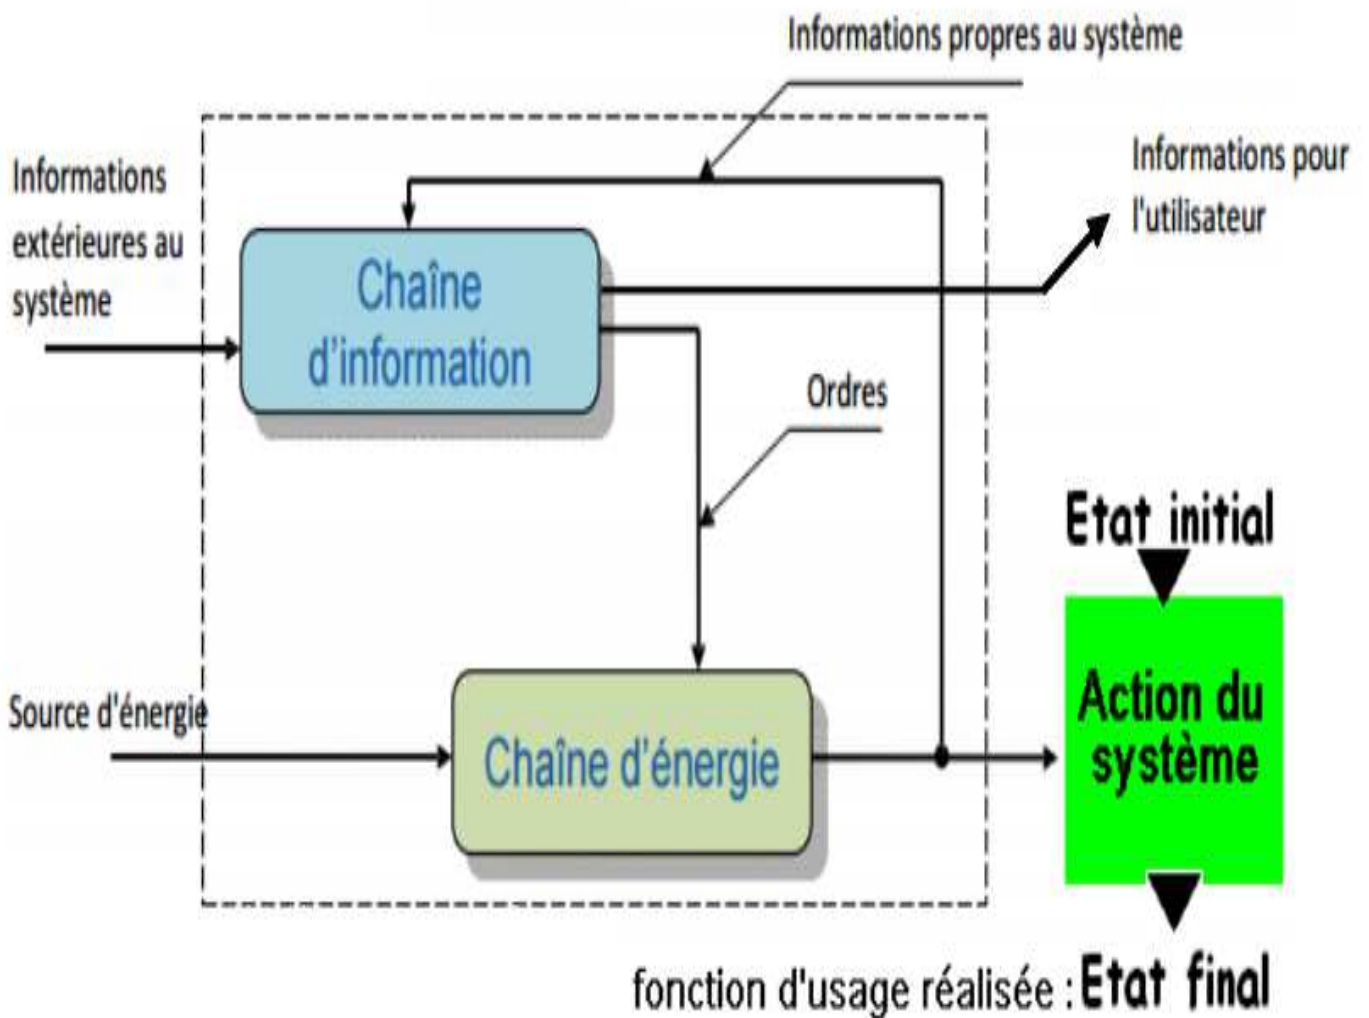 Informations propres au système
Informations
extérieures au
système
Informations pour
l'utilisateur
Chaîne
d'information
Ordres
Etat initial
Source d'énergie
Chaîne d'énergie
Action du
système
fonction d'usage réalisée : Etat final